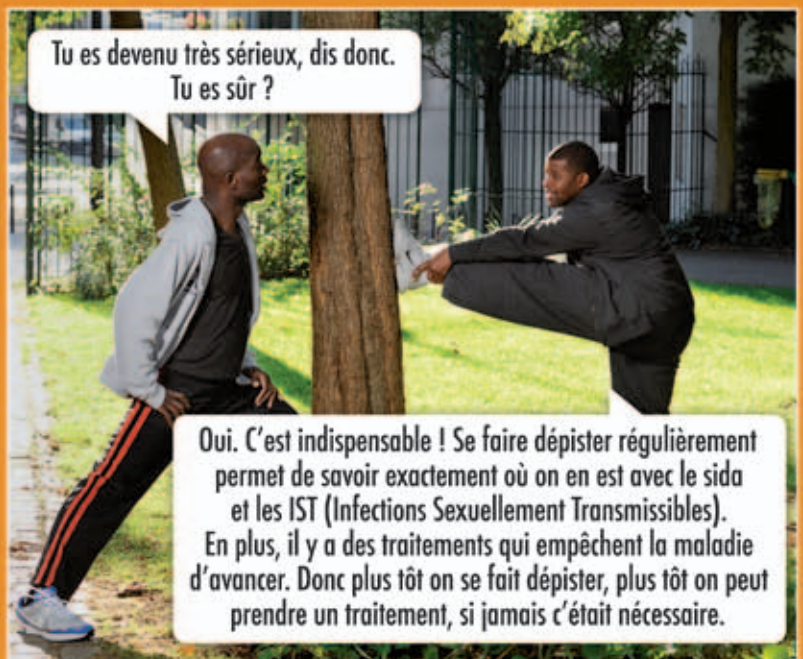 Tu es devenu très sérieux, dis donc.
Tu es sûr ?
Oui. C'est indispensable ! Se faire dépister régulièrement
permet de savoir exactement où on en est avec le sida
et les IST (Infections Sexuellement Transmissibles).
En plus, il y a des traitements qui empêchent la maladie
d'avancer. Donc plus tôt on se fait dépister, plus tôt on peut
prendre un traitement, si jamais c'était nécessaire.